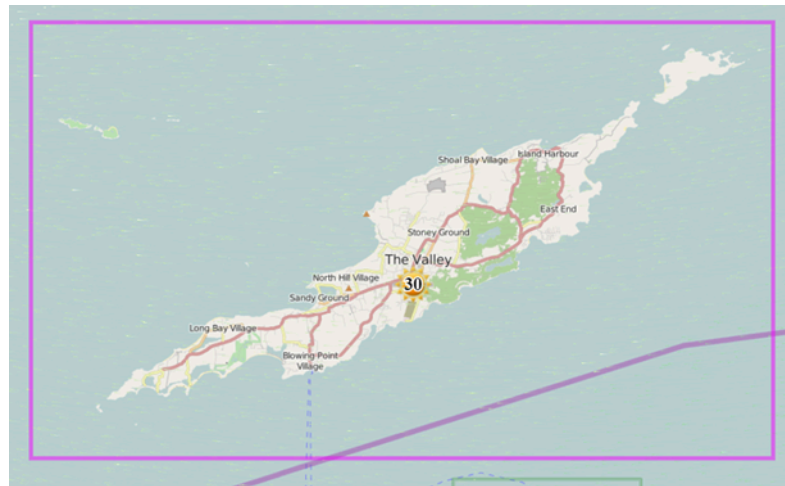 Island Harbour
Shoal Bay Village
East End
Stoney Ground
The Valley
North Hill Village
30
Sandy Ground
Long Bay Village
Blowing Point
Village